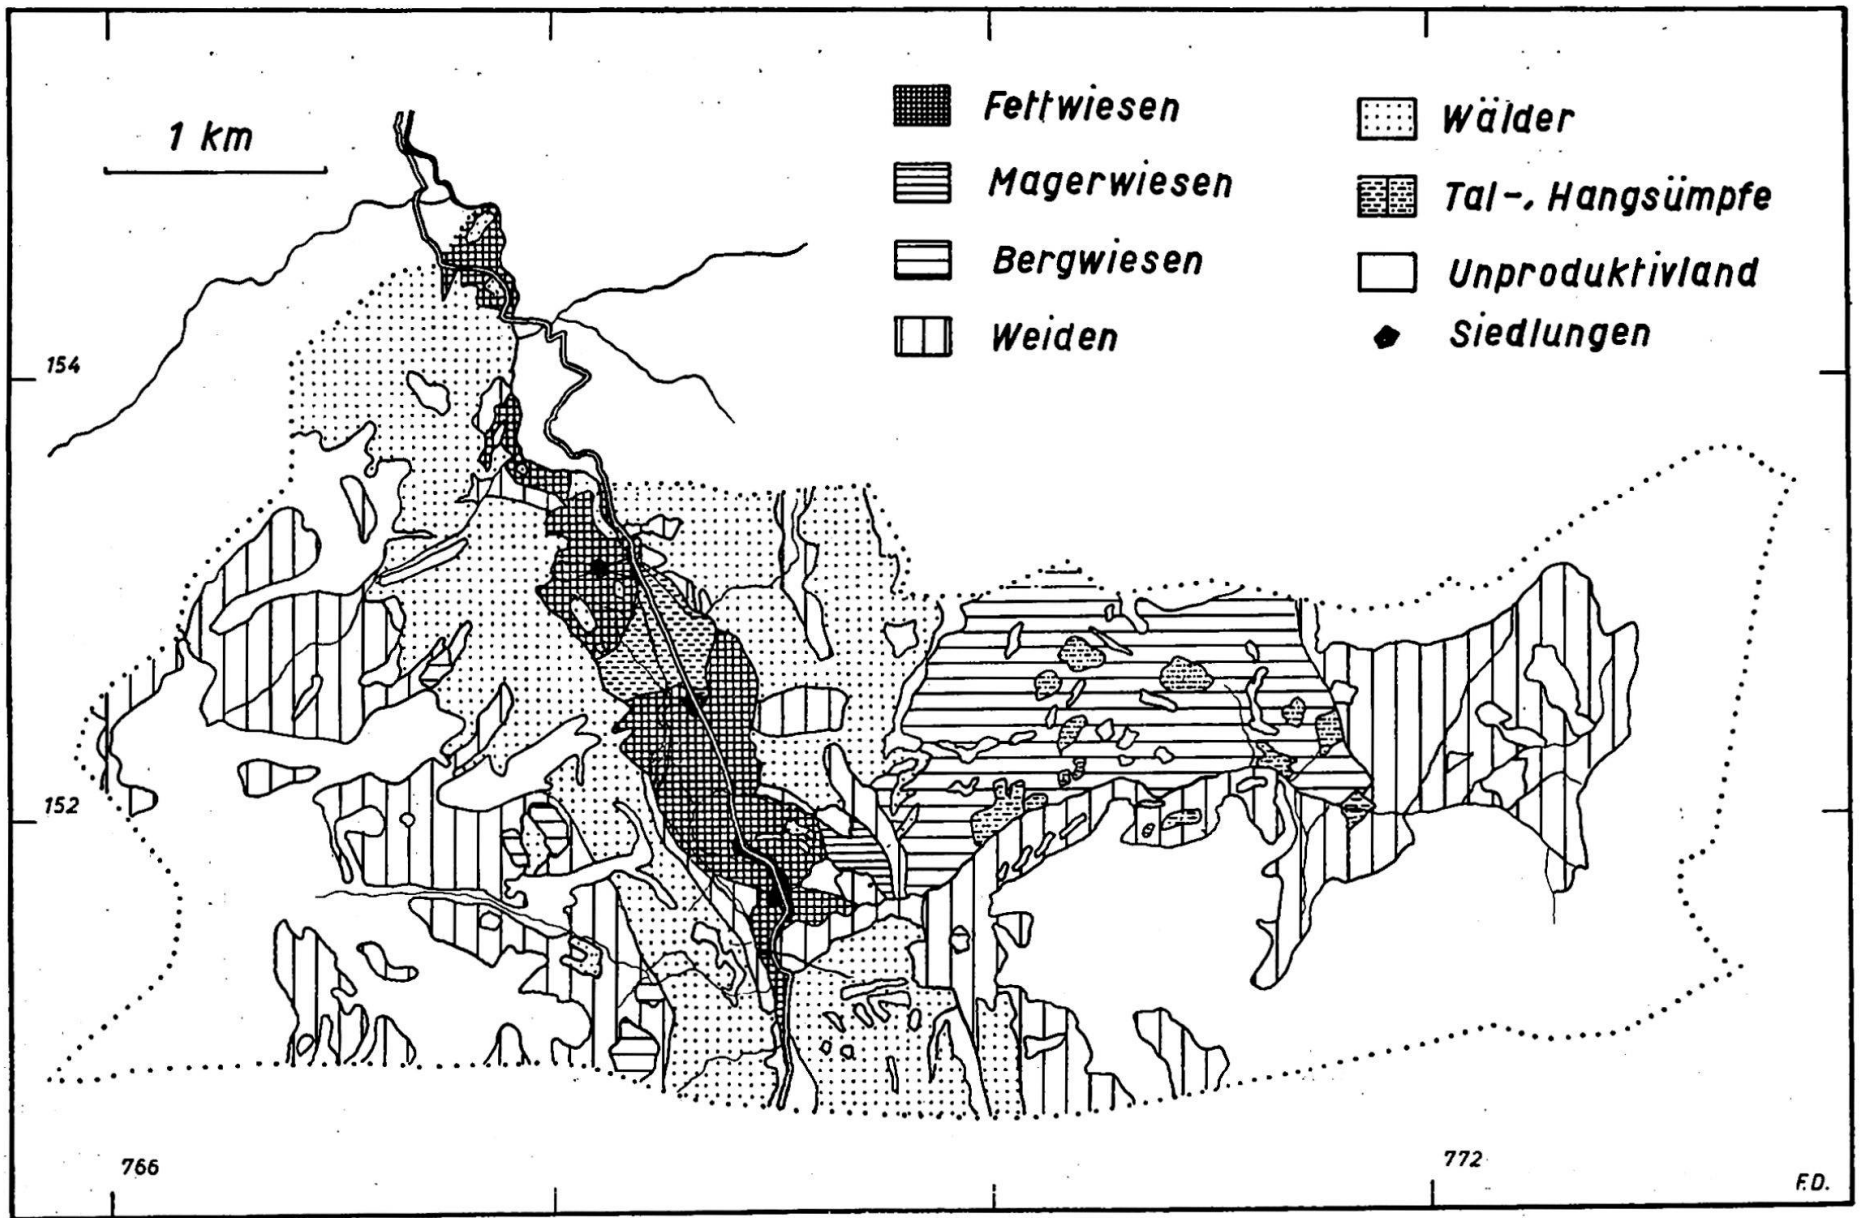 1 km
Fettwiesen
Magerwiesen
Bergwiesen
Weiden
Wälder
Tal-, Hangsümpfe
Unproduktivland
Siedlungen
154
152
766
772
F.D.